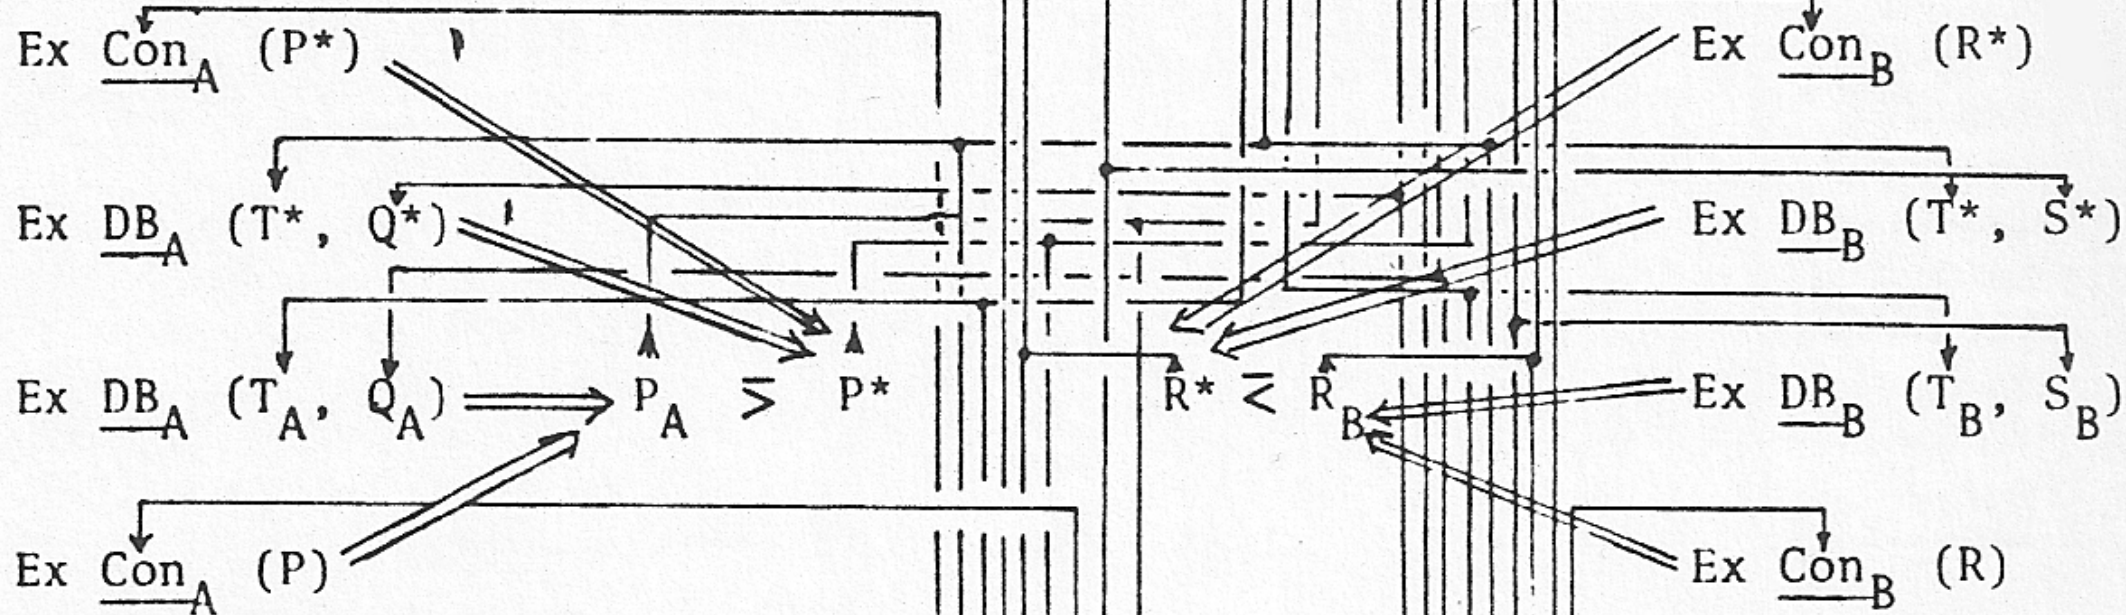 Ex Con_A (P*) Ex Con_B (R*)
Ex DB_A (T*, Q*) Ex DB_B (T*, S*)
Ex DB_A (T_A, Q_A) P_A ⋝ P* R* ⋜ R_B Ex DB_B (T_B, S_B)
Ex Con_A (P) Ex Con_B (R)